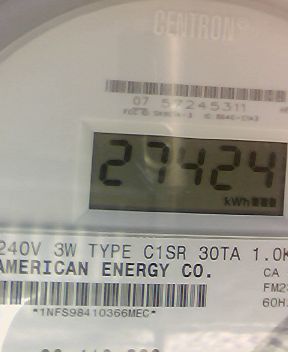 CENTRON®
07 57245311
27424
kWh
240V 3W TYPE C1SR 30TA 1.0K
AMERICAN ENERGY CO.
CA
FM2
60H
*1NFS98410366MEC*